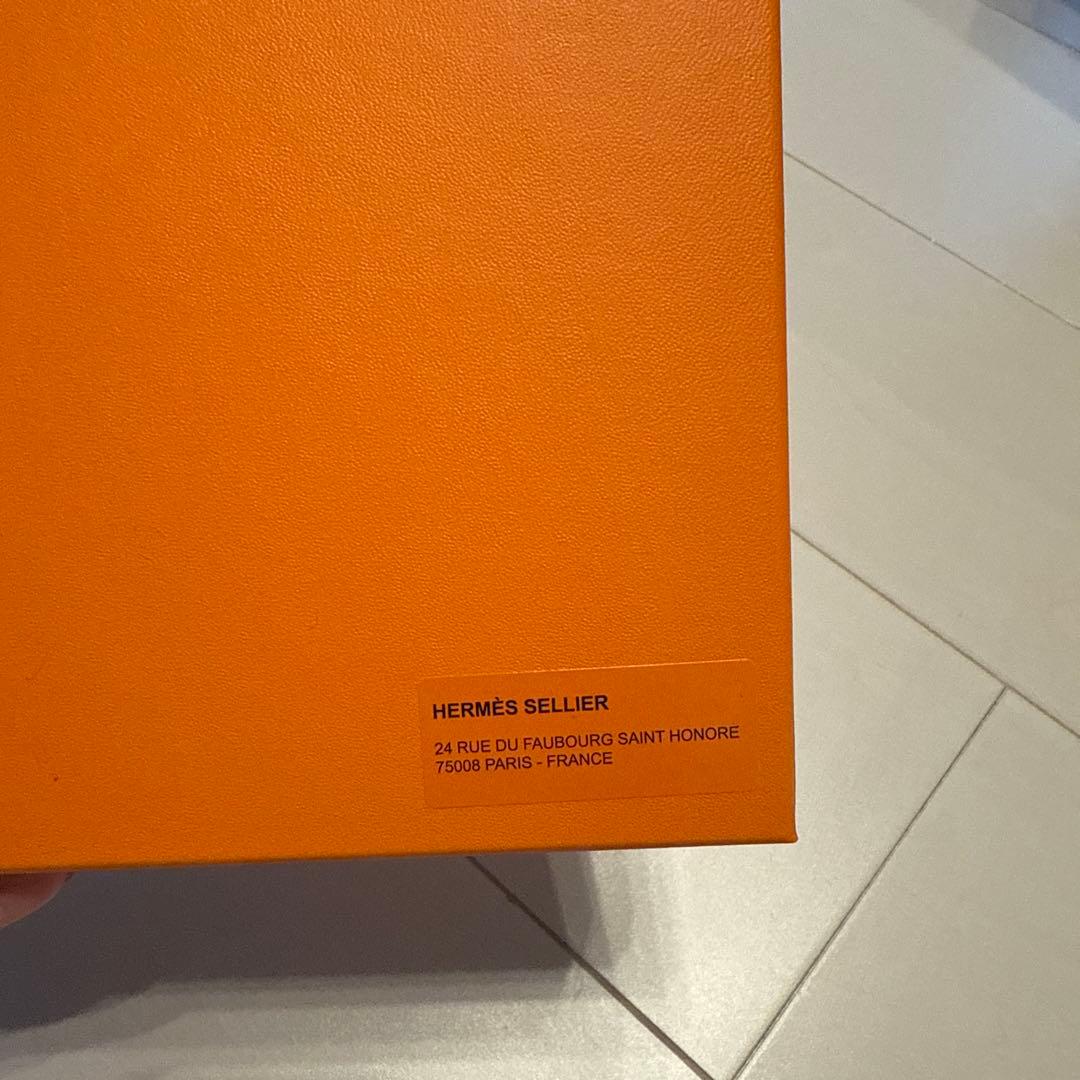 HERMÈS SELLIER
24 RUE DU FAUBOURG SAINT HONORE
75008 PARIS - FRANCE